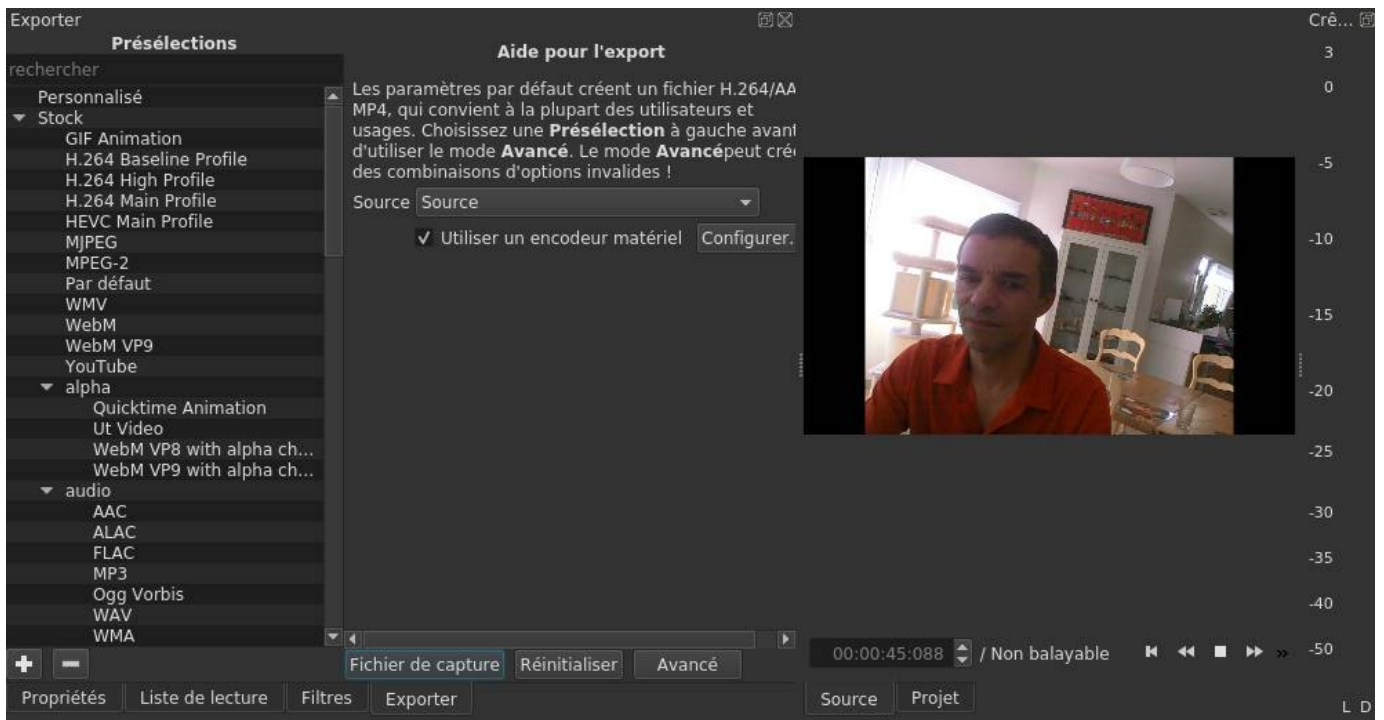 Exporter
Présélections
rechercher
Personnalisé
Stock
GIF Animation
H.264 Baseline Profile
H.264 High Profile
H.264 Main Profile
HEVC Main Profile
MJPEG
MPEG-2
Par défaut
WMV
WebM
WebM VP9
YouTube
alpha
Quicktime Animation
Ut Video
WebM VP8 with alpha ch...
WebM VP9 with alpha ch...
audio
AAC
ALAC
FLAC
MP3
Ogg Vorbis
WAV
WMA
Aide pour l'export
Les paramètres par défaut créent un fichier H.264/AA
MP4, qui convient à la plupart des utilisateurs et
usages. Choisissez une Présélection à gauche avant
d'utiliser le mode Avancé. Le mode Avancépeut crée
des combinaisons d'options invalides !
Source Source
Utiliser un encodeur matériel Configurer.
Fichier de capture Réinitialiser Avancé
Propriétés Liste de lecture Filtres Exporter
00:00:45:088 / Non balayable
Source Projet
Crê...
3
0
-5
-10
-15
-20
-25
-30
-35
-40
-50
L D